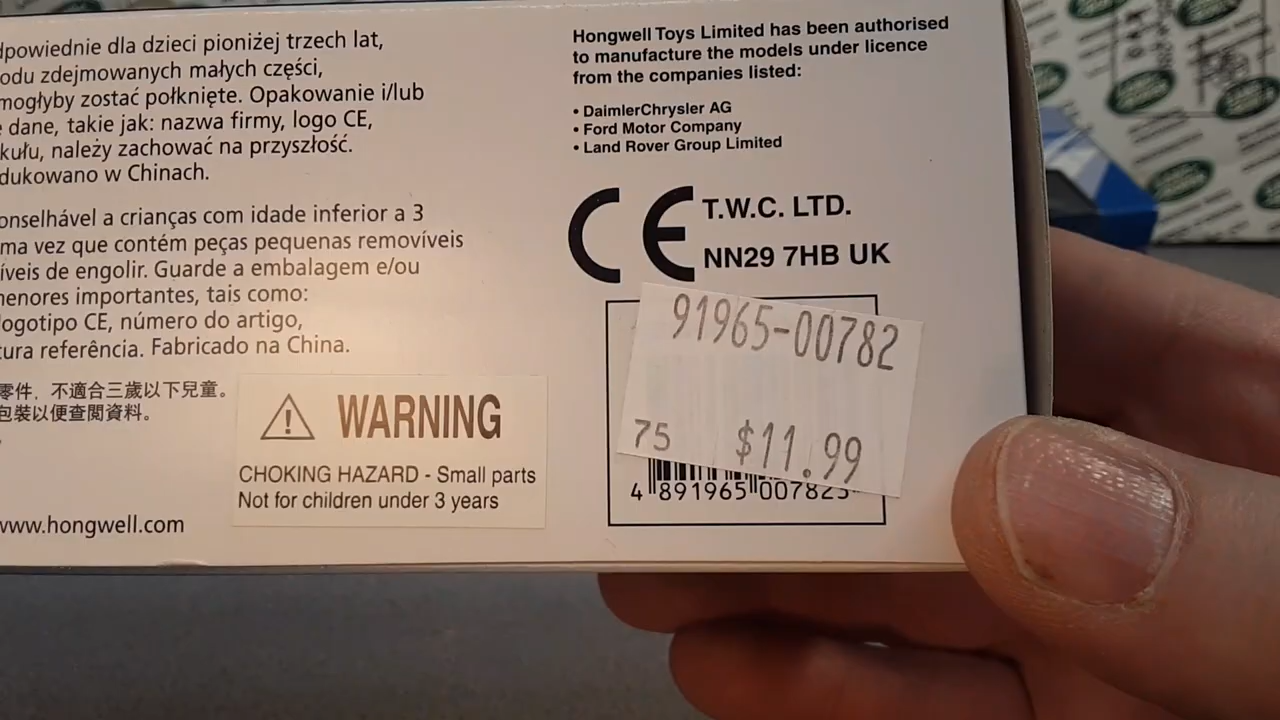 dpowiednie dla dzieci pioniżej trzech lat,
odu zdejmowanych małych części,
mogłyby zostać połknięte. Opakowanie i/lub
e dane, takie jak: nazwa firmy, logo CE,
kułu, należy zachować na przyszłość.
dukowano w Chinach.
onselhável a crianças com idade inferior a 3
ma vez que contém peças pequenas removíveis
íveis de engolir. Guarde a embalagem e/ou
menores importantes, tais como:
logotipo CE, número do artigo,
tura referência. Fabricado na China.
零件，不適合三歲以下兒童。
包裝以便查閱資料。
www.hongwell.com
WARNING
CHOKING HAZARD - Small parts
Not for children under 3 years
Hongwell Toys Limited has been authorised
to manufacture the models under licence
from the companies listed:
• DaimlerChrysler AG
• Ford Motor Company
• Land Rover Group Limited
CE T.W.C. LTD.
NN29 7HB UK
91965-00782
75 $11.99
4 891965 007823